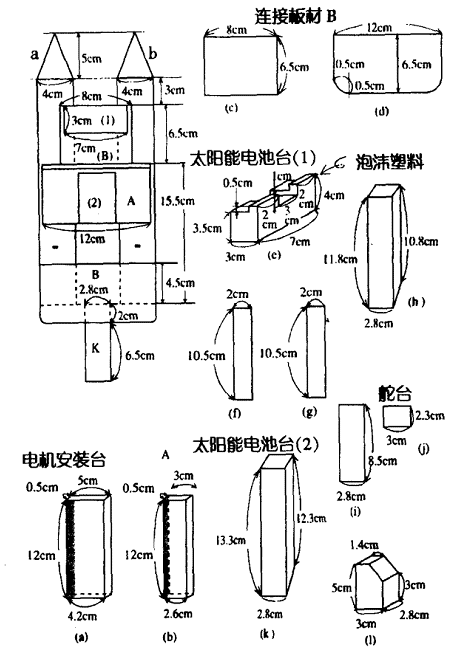 连接板材 B
8cm
6.5cm
(c)
12cm
0.5cm
6.5cm
0.5cm
(d)
a
b
5cm
4cm
4cm
3cm
8cm
3cm
(1)
7cm
(B)
6.5cm
(2)
A
12cm
15.5cm
B
2.8cm
4.5cm
2cm
K
6.5cm
太阳能电池台(1)
泡沫塑料
cm
0.5cm
2
cm
4cm
3.5cm
2
cm
3
cm
7cm
3cm
(e)
11.8cm
10.8cm
2.8cm
(h)
2cm
10.5cm
(f)
2cm
10.5cm
(g)
舵台
2.3cm
3cm
(j)
8.5cm
2.8cm
(i)
电机安装台
A
0.5cm
5cm
12cm
4.2cm
(a)
0.5cm
3cm
12cm
2.6cm
(b)
太阳能电池台(2)
13.3cm
12.3cm
2.8cm
(k)
1.4cm
5cm
3cm
3cm
2.8cm
(l)